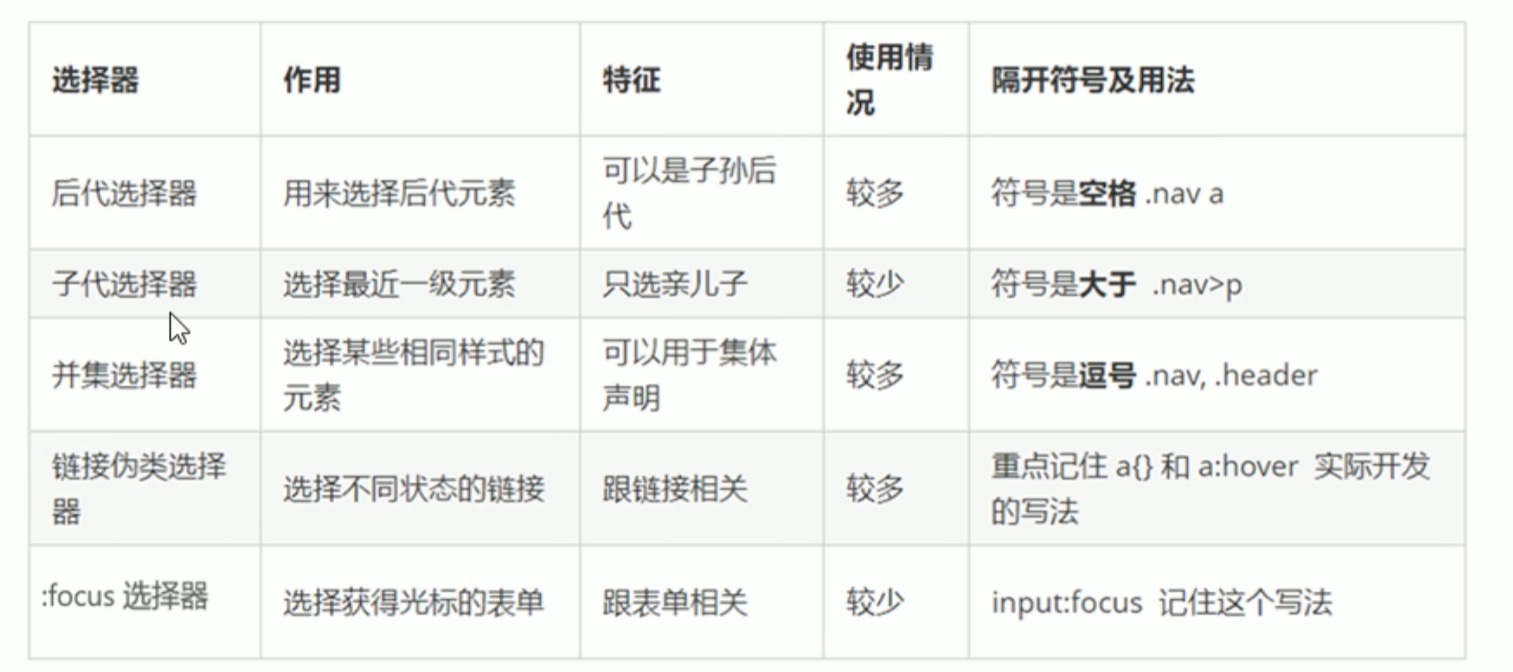 选择器 作用 特征 使用情况 隔开符号及用法
后代选择器 用来选择后代元素 可以是子孙后代 较多 符号是空格 .nav a
子代选择器 选择最近一级元素 只选亲儿子 较少 符号是大于 .nav>p
并集选择器 选择某些相同样式的元素 可以用于集体声明 较多 符号是逗号 .nav, .header
链接伪类选择器 选择不同状态的链接 跟链接相关 较多 重点记住 a{} 和 a:hover 实际开发的写法
:focus 选择器 选择获得光标的表单 跟表单相关 较少 input:focus 记住这个写法